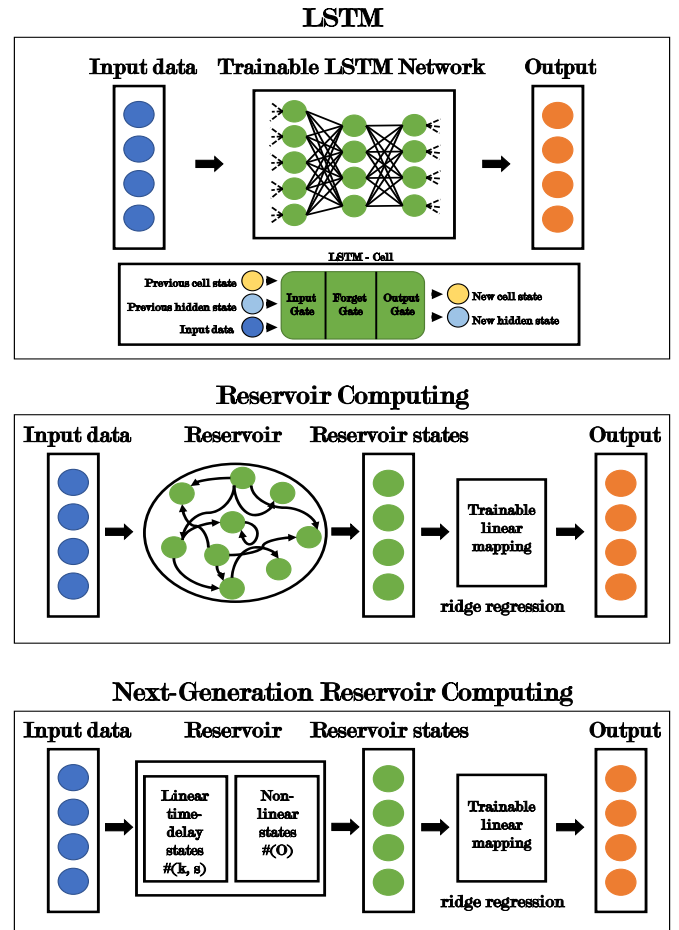 LSTM
Input data
Trainable LSTM Network
Output
LSTM - Cell
Previous cell state
Previous hidden state
Input data
Input
Gate
Forget
Gate
Output
Gate
New cell state
New hidden state
Reservoir Computing
Input data
Reservoir
Reservoir states
Output
Trainable
linear
mapping
ridge regression
Next-Generation Reservoir Computing
Input data
Reservoir
Reservoir states
Output
Linear
time-
delay
states
#(k, s)
Non-
linear
states
#(O)
Trainable
linear
mapping
ridge regression